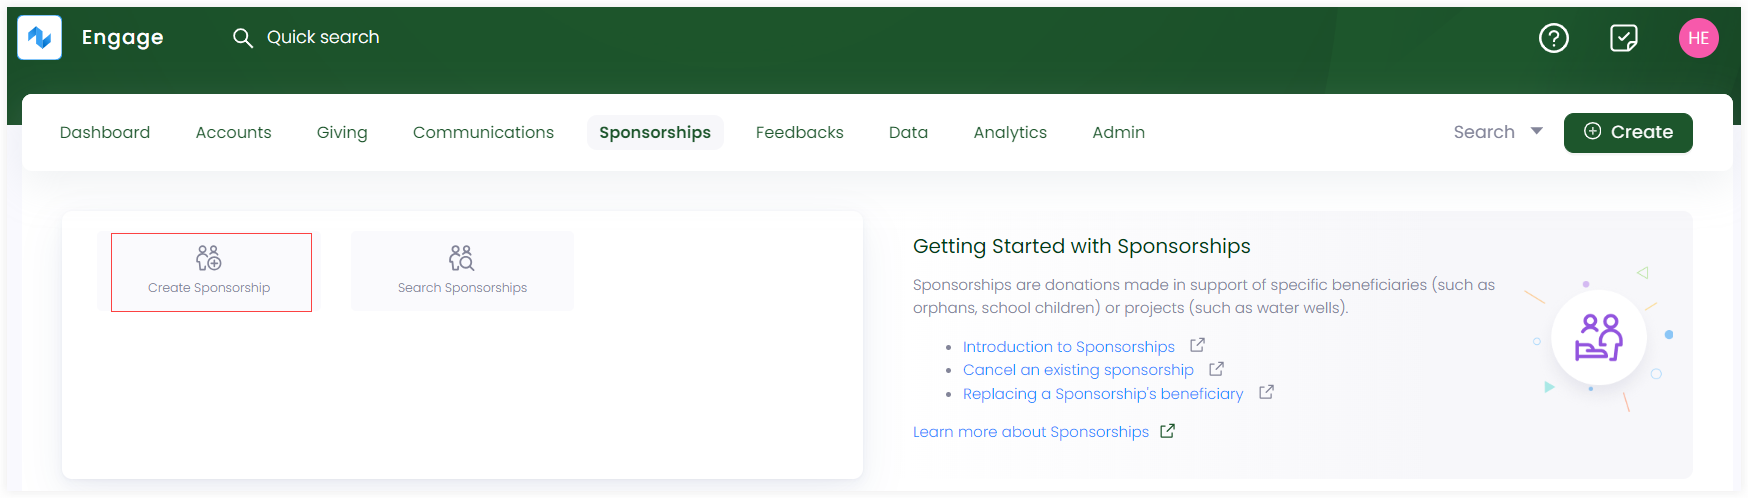 Engage
Quick search
HE
Dashboard Accounts Giving Communications Sponsorships Feedbacks Data Analytics Admin
Search
Create
Create Sponsorship
Search Sponsorships
Getting Started with Sponsorships
Sponsorships are donations made in support of specific beneficiaries (such as
orphans, school children) or projects (such as water wells).
Introduction to Sponsorships
Cancel an existing sponsorship
Replacing a Sponsorship's beneficiary
Learn more about Sponsorships